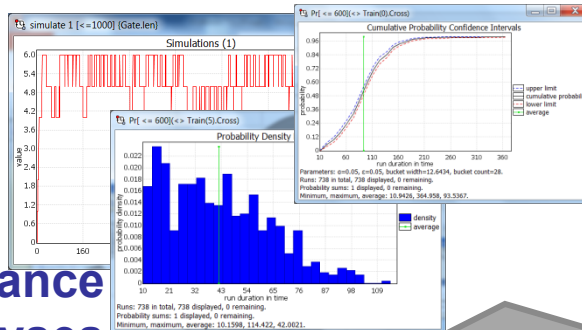 simulate 1 [<=1000] {Gate.len}
Simulations (1)
value
6.0
5.4
4.8
4.2
3.6
3.0
2.4
1.8
1.2
0.6
0
160
Pr[ <= 600](<> Train(0).Cross)
Cumulative Probability Confidence Intervals
probability
0.96
0.84
0.72
0.60
0.48
0.36
0.24
0.12
0
10 60 110 160 210 260 310 360
run duration in time
upper limit
cumulative probabil
lower limit
average
Parameters: α=0.05, ε=0.05, bucket width=12.6434, bucket count=28.
Runs: 738 in total, 738 displayed, 0 remaining.
Probability sums: 1 displayed, 0 remaining.
Minimum, maximum, average: 10.9426, 364.958, 93.5367.
Pr[ <= 600](<> Train(5).Cross)
Probability Density
probability density
0.022
0.020
0.018
0.016
0.014
0.012
0.010
0.008
0.006
0.004
0.002
0
10 21 32 43 54 65 76 87 98 109
run duration in time
density
average
Runs: 738 in total, 738 displayed, 0 remaining.
Probability sums: 1 displayed, 0 remaining.
Minimum, maximum, average: 10.1598, 114.422, 42.0021.
ance